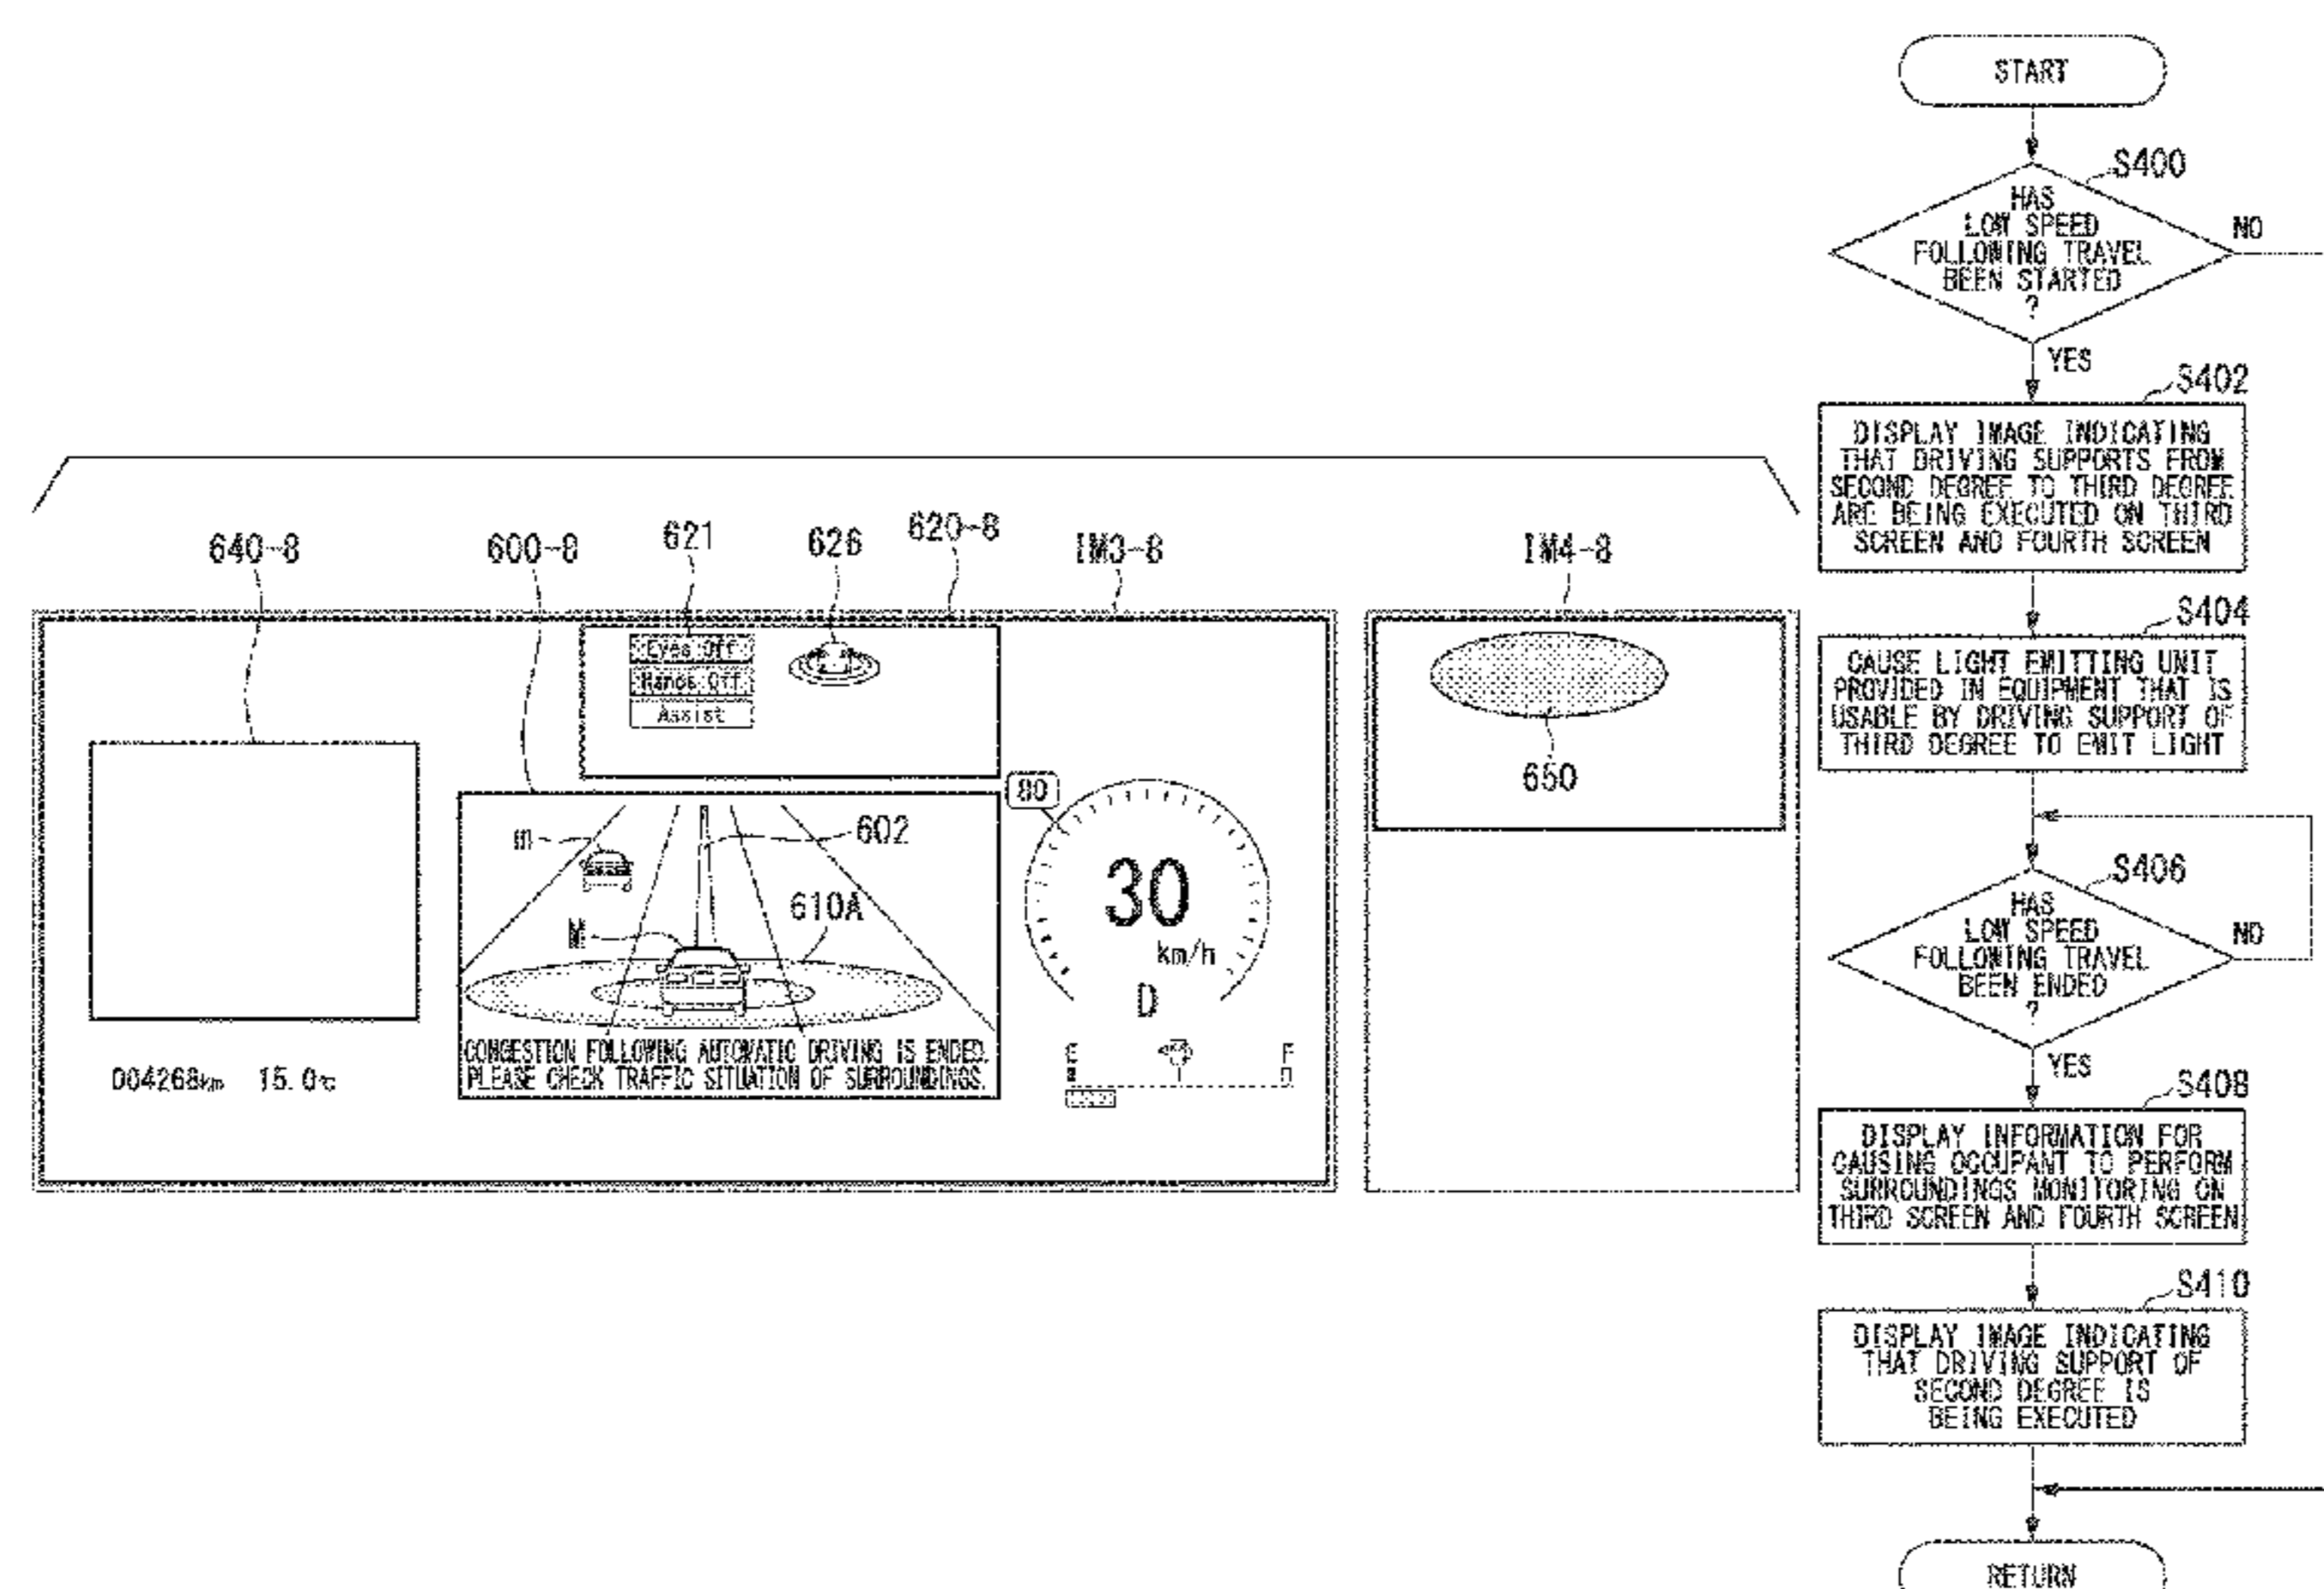 640-8
600-8
621
626
620-8
IM3-8
IM4-8
Eyes Off
Hands Off
Assist
650
m
602
M
610A
CONGESTION FOLLOWING AUTOMATIC DRIVING IS ENDED.
PLEASE CHECK TRAFFIC SITUATION OF SURROUNDINGS.
004268km 15.0℃
80
30
km/h
D
E
F
START
S400
HAS
LOW SPEED
FOLLOWING TRAVEL
BEEN STARTED
?
NO
YES
S402
DISPLAY IMAGE INDICATING
THAT DRIVING SUPPORTS FROM
SECOND DEGREE TO THIRD DEGREE
ARE BEING EXECUTED ON THIRD
SCREEN AND FOURTH SCREEN
S404
CAUSE LIGHT EMITTING UNIT
PROVIDED IN EQUIPMENT THAT IS
USABLE BY DRIVING SUPPORT OF
THIRD DEGREE TO EMIT LIGHT
S406
HAS
LOW SPEED
FOLLOWING TRAVEL
BEEN ENDED
?
NO
YES
S408
DISPLAY INFORMATION FOR
CAUSING OCCUPANT TO PERFORM
SURROUNDINGS MONITORING ON
THIRD SCREEN AND FOURTH SCREEN
S410
DISPLAY IMAGE INDICATING
THAT DRIVING SUPPORT OF
SECOND DEGREE IS
BEING EXECUTED
RETURN